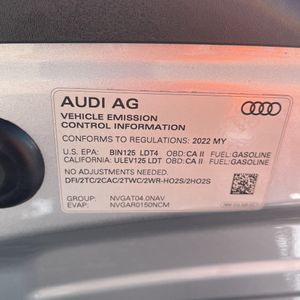 AUDI AG
VEHICLE EMISSION
CONTROL INFORMATION
CONFORMS TO REGULATIONS: 2022 MY
U.S. EPA: BIN125 LDT4 OBD: CA II FUEL: GASOLINE
CALIFORNIA: ULEV125 LDT OBD: CA II FUEL: GASOLINE
NO ADJUSTMENTS NEEDED.
DFI/2TC/2CAC/2TWC/2WR-HO2S/2HO2S
GROUP: NVGAT04.0NAV
EVAP: NVGAR0150NCM